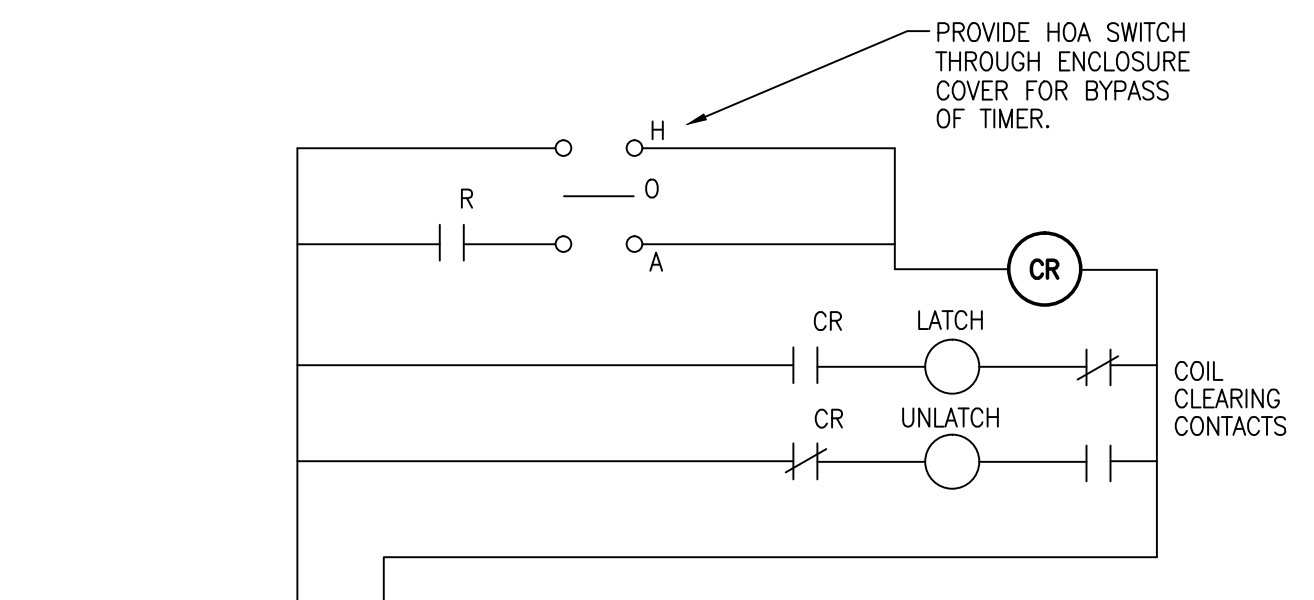 PROVIDE HOA SWITCH
THROUGH ENCLOSURE
COVER FOR BYPASS
OF TIMER.
H
O
R
A
CR
CR
LATCH
COIL
CLEARING
CONTACTS
CR
UNLATCH